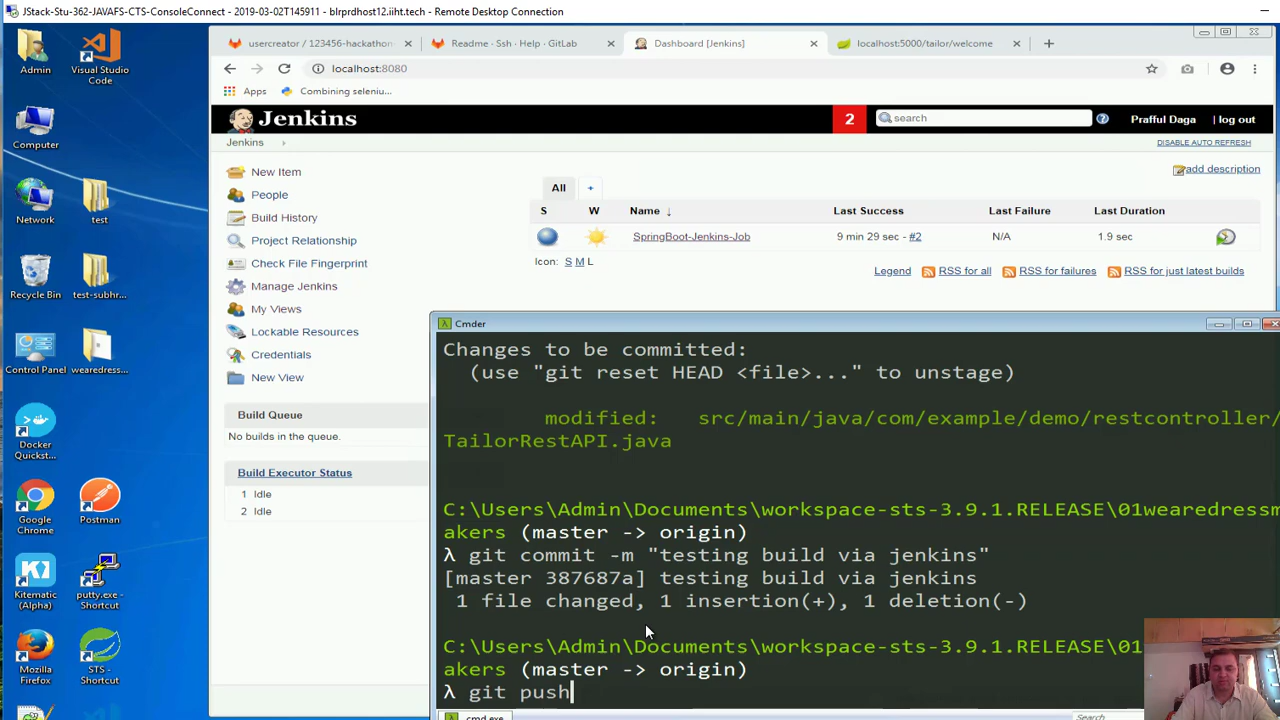 JStack-Stu-362-JAVAFS-CTS-ConsoleConnect - 2019-03-02T145911 - blrprdhost12.iiht.tech - Remote Desktop Connection
Admin
Visual Studio
Code
Computer
Network
test
Recycle Bin
test-subhr...
Control Panel
wearedress...
Docker
Quickst...
Google
Chrome
Postman
Kitematic
(Alpha)
putty.exe -
Shortcut
Mozilla
Firefox
STS -
Shortcut
usercreator / 123456-hackathon
Readme · Ssh · Help · GitLab
Dashboard [Jenkins]
localhost:5000/tailor/welcome
localhost:8080
Apps
Combining seleniu...
Jenkins
2
search
Prafful Daga
log out
Jenkins
DISABLE AUTO REFRESH
New Item
People
Build History
Project Relationship
Check File Fingerprint
Manage Jenkins
My Views
Lockable Resources
Credentials
New View
Build Queue
No builds in the queue.
Build Executor Status
1 Idle
2 Idle
add description
All +
S W Name ↓ Last Success Last Failure Last Duration
SpringBoot-Jenkins-Job 9 min 29 sec - #2 N/A 1.9 sec
Icon: S M L
Legend RSS for all RSS for failures RSS for just latest builds
Cmder
Changes to be committed:
(use "git reset HEAD <file>..." to unstage)
modified: src/main/java/com/example/demo/restcontroller/
TailorRestAPI.java
C:\Users\Admin\Documents\workspace-sts-3.9.1.RELEASE\01wearedressm
akers (master -> origin)
λ git commit -m "testing build via jenkins"
[master 387687a] testing build via jenkins
1 file changed, 1 insertion(+), 1 deletion(-)
C:\Users\Admin\Documents\workspace-sts-3.9.1.RELEASE\01
akers (master -> origin)
λ git push
cmd.exe
Search